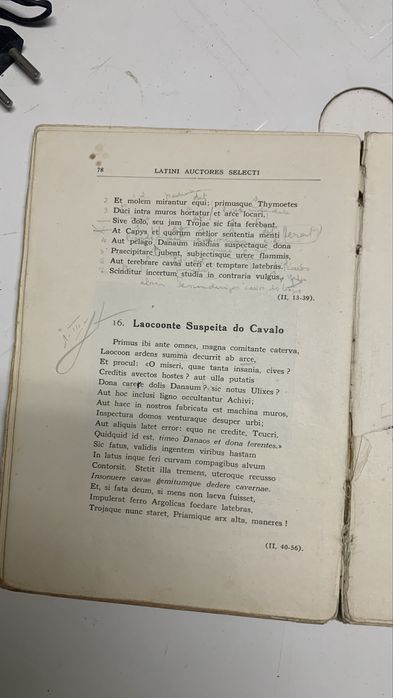 78 LATINI AUCTORES SELECTI
Et molem mirantur equi: primusque Thymoetes
Duci intra muros hortatur et arce locari,
Sive dolo, seu jam Trojae sic fata ferebant.
At Capys et quorum melior sententia menti
Aut pelago Danaum insidias suspectaque dona
Praecipitare jubent, subjectisque urere flammis,
Aut terebrare cavas uteri et temptare latebras.
Scinditur incertum studia in contraria vulgus.
(II, 13-39).
16. Laocoonte Suspeita do Cavalo
Primus ibi ante omnes, magna comitante caterva,
Laocoon ardens summa decurrit ab arce,
Et procul: «O miseri, quae tanta insania, cives?
Creditis avectos hostes? aut ulla putatis
Dona carere dolis Danaum? sic notus Ulixes?
Aut hoc inclusi ligno occultantur Achivi;
Aut haec in nostros fabricata est machina muros,
Inspectura domos venturaque desuper urbi;
Aut aliquis latet error: equo ne credite, Teucri.
Quidquid id est, timeo Danaos et dona ferentes.»
Sic fatus, validis ingentem viribus hastam
In latus inque feri curvam compagibus alvum
Contorsit. Stetit illa tremens, uteroque recusso
Insonuere cavae gemitumque dedere cavernae.
Et, si fata deum, si mens non laeva fuisset,
Impulerat ferro Argolicas foedare latebras,
Trojaque nunc staret, Priamique arx alta, maneres!
(II, 40-56).